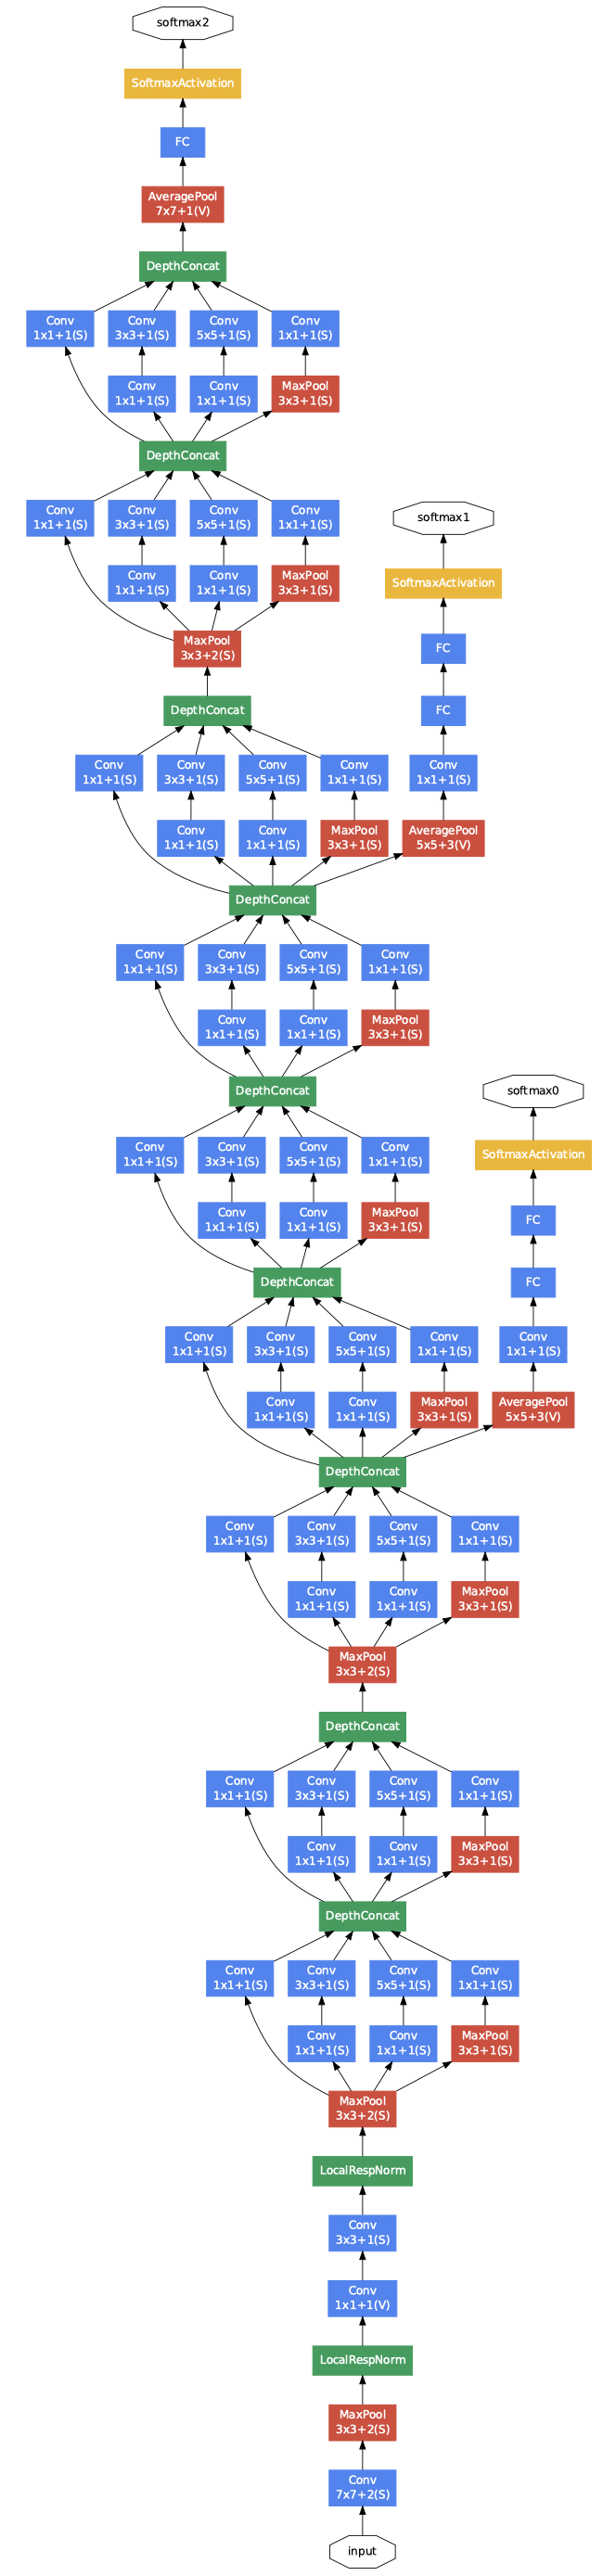 softmax2
SoftmaxActivation
FC
AveragePool
7x7+1(V)
DepthConcat
Conv
1x1+1(S)
Conv
3x3+1(S)
Conv
5x5+1(S)
Conv
1x1+1(S)
Conv
1x1+1(S)
Conv
1x1+1(S)
MaxPool
3x3+1(S)
DepthConcat
Conv
1x1+1(S)
Conv
3x3+1(S)
Conv
5x5+1(S)
Conv
1x1+1(S)
softmax1
Conv
1x1+1(S)
Conv
1x1+1(S)
MaxPool
3x3+1(S)
SoftmaxActivation
MaxPool
3x3+2(S)
FC
DepthConcat
FC
Conv
1x1+1(S)
Conv
3x3+1(S)
Conv
5x5+1(S)
Conv
1x1+1(S)
Conv
1x1+1(S)
Conv
1x1+1(S)
Conv
1x1+1(S)
MaxPool
3x3+1(S)
AveragePool
5x5+3(V)
DepthConcat
Conv
1x1+1(S)
Conv
3x3+1(S)
Conv
5x5+1(S)
Conv
1x1+1(S)
Conv
1x1+1(S)
Conv
1x1+1(S)
MaxPool
3x3+1(S)
DepthConcat
softmax0
Conv
1x1+1(S)
Conv
3x3+1(S)
Conv
5x5+1(S)
Conv
1x1+1(S)
SoftmaxActivation
Conv
1x1+1(S)
Conv
1x1+1(S)
MaxPool
3x3+1(S)
FC
DepthConcat
FC
Conv
1x1+1(S)
Conv
3x3+1(S)
Conv
5x5+1(S)
Conv
1x1+1(S)
Conv
1x1+1(S)
Conv
1x1+1(S)
Conv
1x1+1(S)
MaxPool
3x3+1(S)
AveragePool
5x5+3(V)
DepthConcat
Conv
1x1+1(S)
Conv
3x3+1(S)
Conv
5x5+1(S)
Conv
1x1+1(S)
Conv
1x1+1(S)
Conv
1x1+1(S)
MaxPool
3x3+1(S)
MaxPool
3x3+2(S)
DepthConcat
Conv
1x1+1(S)
Conv
3x3+1(S)
Conv
5x5+1(S)
Conv
1x1+1(S)
Conv
1x1+1(S)
Conv
1x1+1(S)
MaxPool
3x3+1(S)
DepthConcat
Conv
1x1+1(S)
Conv
3x3+1(S)
Conv
5x5+1(S)
Conv
1x1+1(S)
Conv
1x1+1(S)
Conv
1x1+1(S)
MaxPool
3x3+1(S)
MaxPool
3x3+2(S)
LocalRespNorm
Conv
3x3+1(S)
Conv
1x1+1(V)
LocalRespNorm
MaxPool
3x3+2(S)
Conv
7x7+2(S)
input